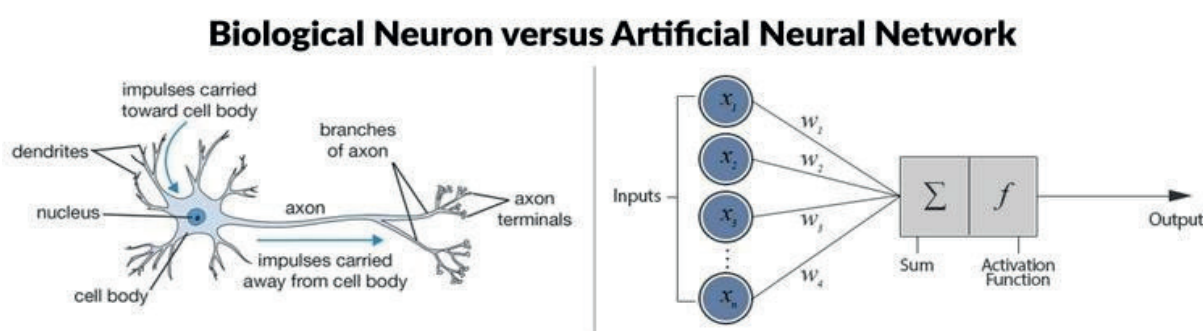 Biological Neuron versus Artificial Neural Network
impulses carried
toward cell body
dendrites
nucleus
cell body
axon
impulses carried
away from cell body
branches
of axon
axon
terminals
Inputs
x₁
x₂
x₃
xₙ
w₁
w₂
w₃
w₄
Σ
f
Sum
Activation
Function
Output